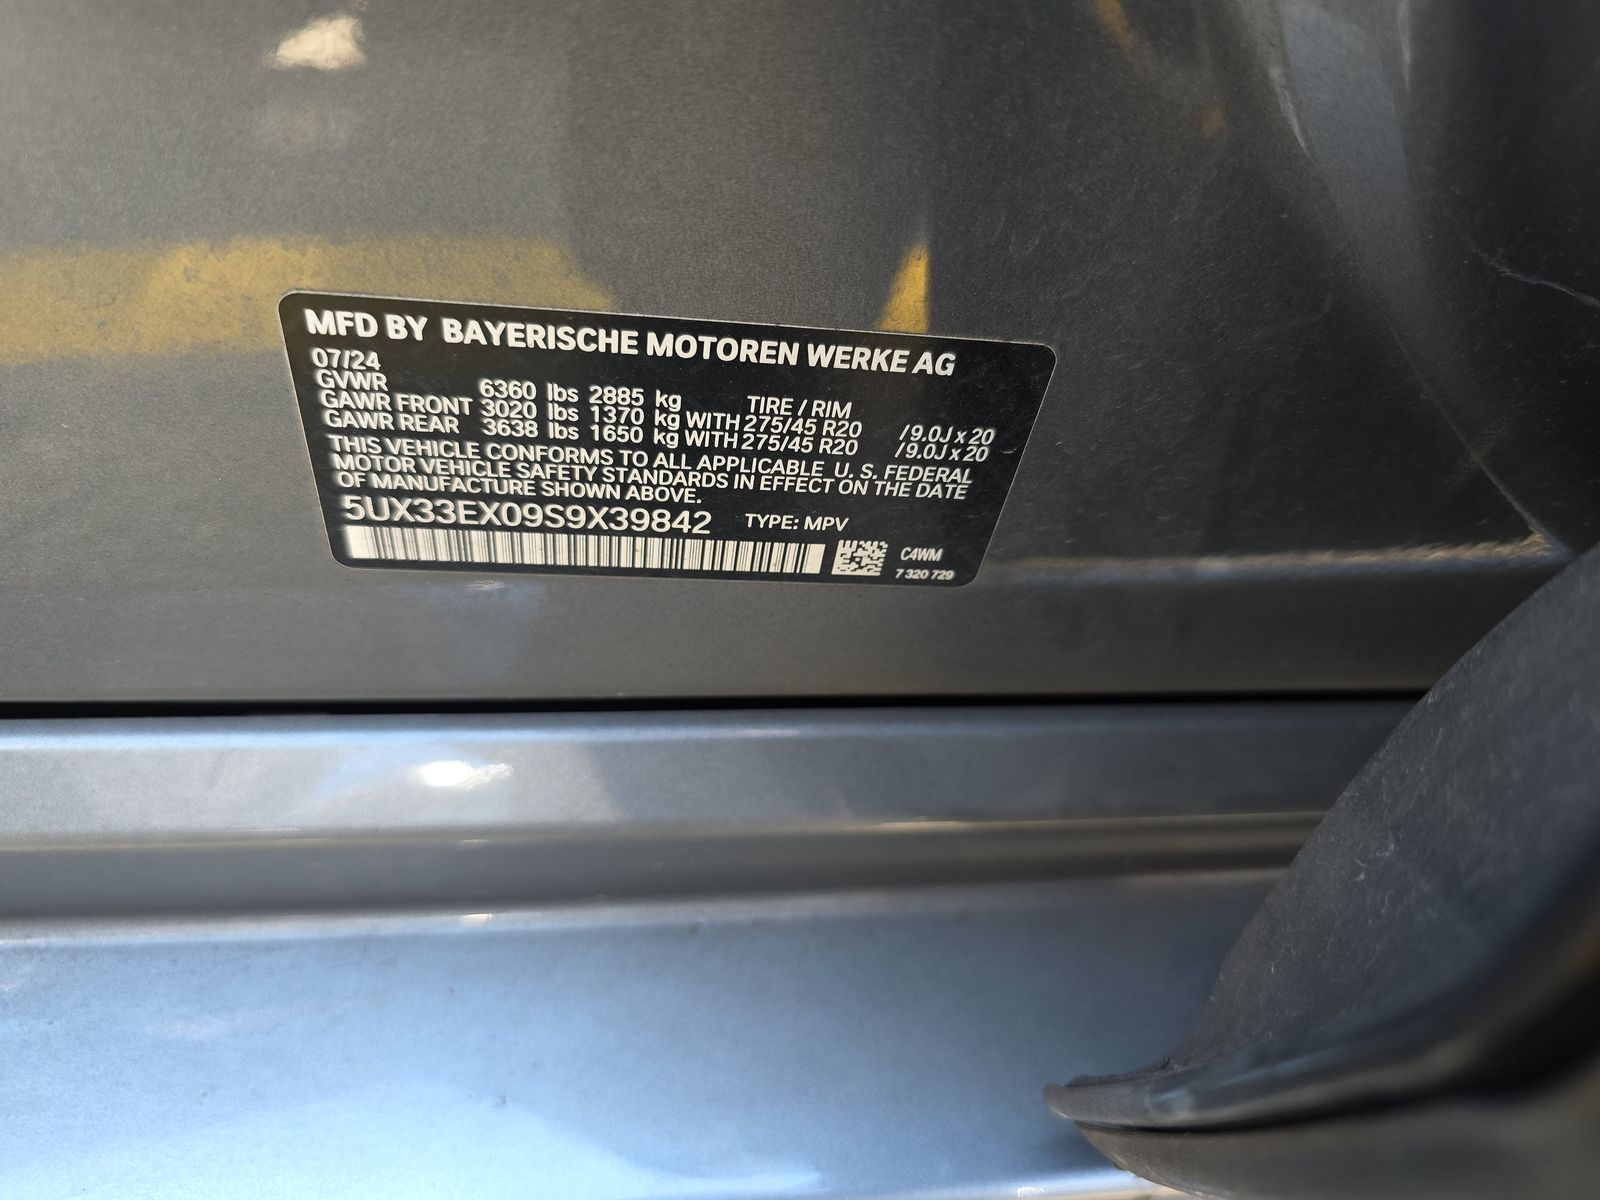 MFD BY BAYERISCHE MOTOREN WERKE AG
07/24
GVWR 6360 lbs 2885 kg TIRE / RIM
GAWR FRONT 3020 lbs 1370 kg WITH 275/45 R20 / 9.0J x 20
GAWR REAR 3638 lbs 1650 kg WITH 275/45 R20 / 9.0J x 20
THIS VEHICLE CONFORMS TO ALL APPLICABLE U. S. FEDERAL
MOTOR VEHICLE SAFETY STANDARDS IN EFFECT ON THE DATE
OF MANUFACTURE SHOWN ABOVE.
5UX33EX09S9X39842 TYPE: MPV
C4WM
7 320 729